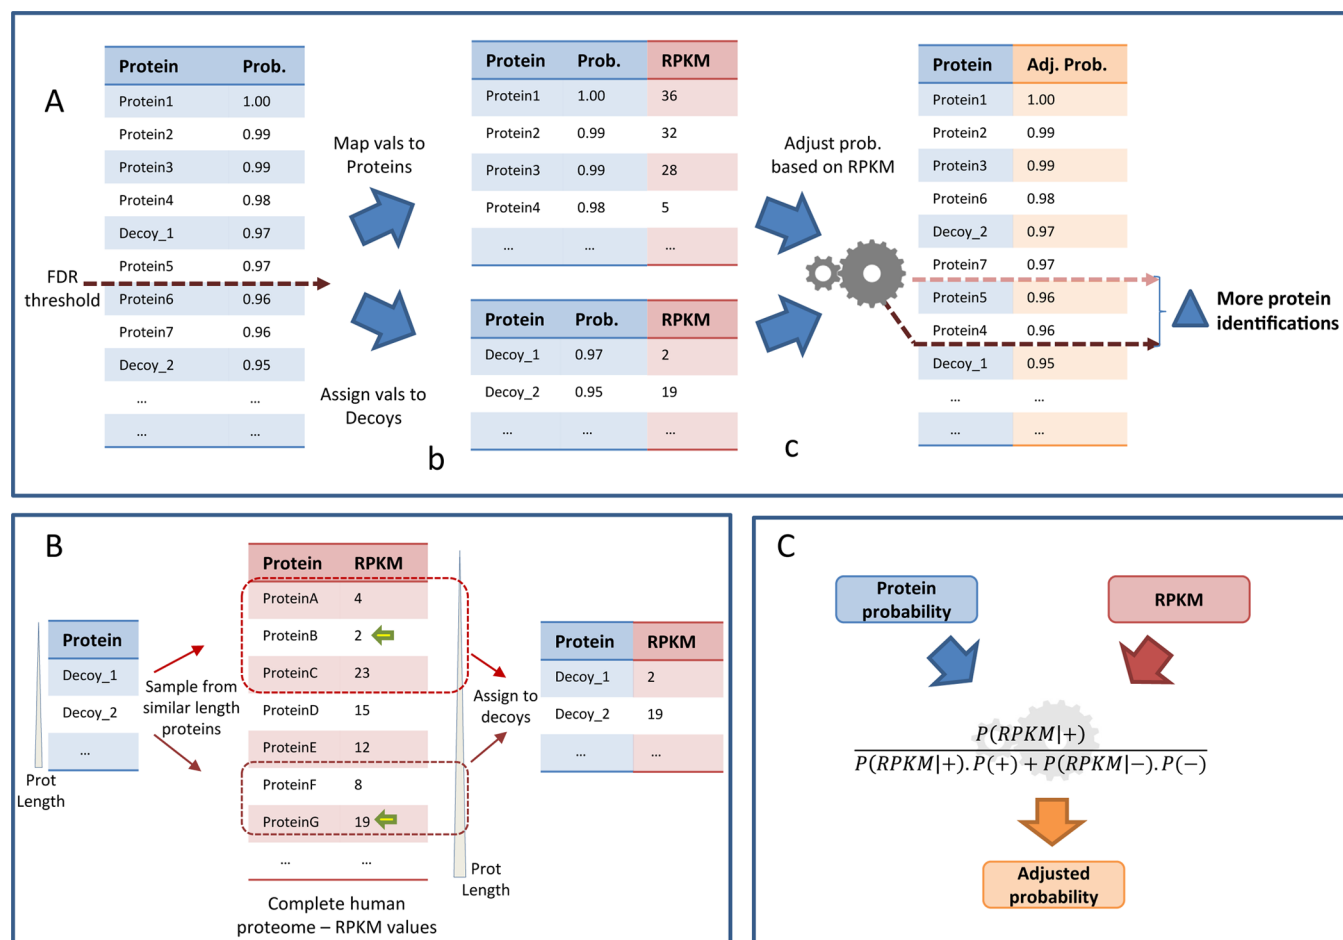 A
Protein Prob.
Protein1 1.00
Protein2 0.99
Protein3 0.99
Protein4 0.98
Decoy_1 0.97
Protein5 0.97
Protein6 0.96
Protein7 0.96
Decoy_2 0.95
... ...
... ...
FDR
threshold
Map vals to
Proteins
Assign vals to
Decoys
b
Protein Prob. RPKM
Protein1 1.00 36
Protein2 0.99 32
Protein3 0.99 28
Protein4 0.98 5
... ...
Protein Prob. RPKM
Decoy_1 0.97 2
Decoy_2 0.95 19
... ... ...
Adjust prob.
based on RPKM
c
Protein Adj. Prob.
Protein1 1.00
Protein2 0.99
Protein3 0.99
Protein6 0.98
Decoy_2 0.97
Protein7 0.97
Protein5 0.96
Protein4 0.96
Decoy_1 0.95
... ...
... ...
More protein
identifications
B
Protein
Decoy_1
Decoy_2
...
Prot
Length
Sample from
similar length
proteins
Protein RPKM
ProteinA 4
ProteinB 2
ProteinC 23
ProteinD 15
ProteinE 12
ProteinF 8
ProteinG 19
... ...
Complete human
proteome – RPKM values
Prot
Length
Assign to
decoys
Protein RPKM
Decoy_1 2
Decoy_2 19
... ...
C
Protein
probability
RPKM
P(RPKM|+)
P(RPKM|+).P(+) + P(RPKM|−).P(−)
Adjusted
probability